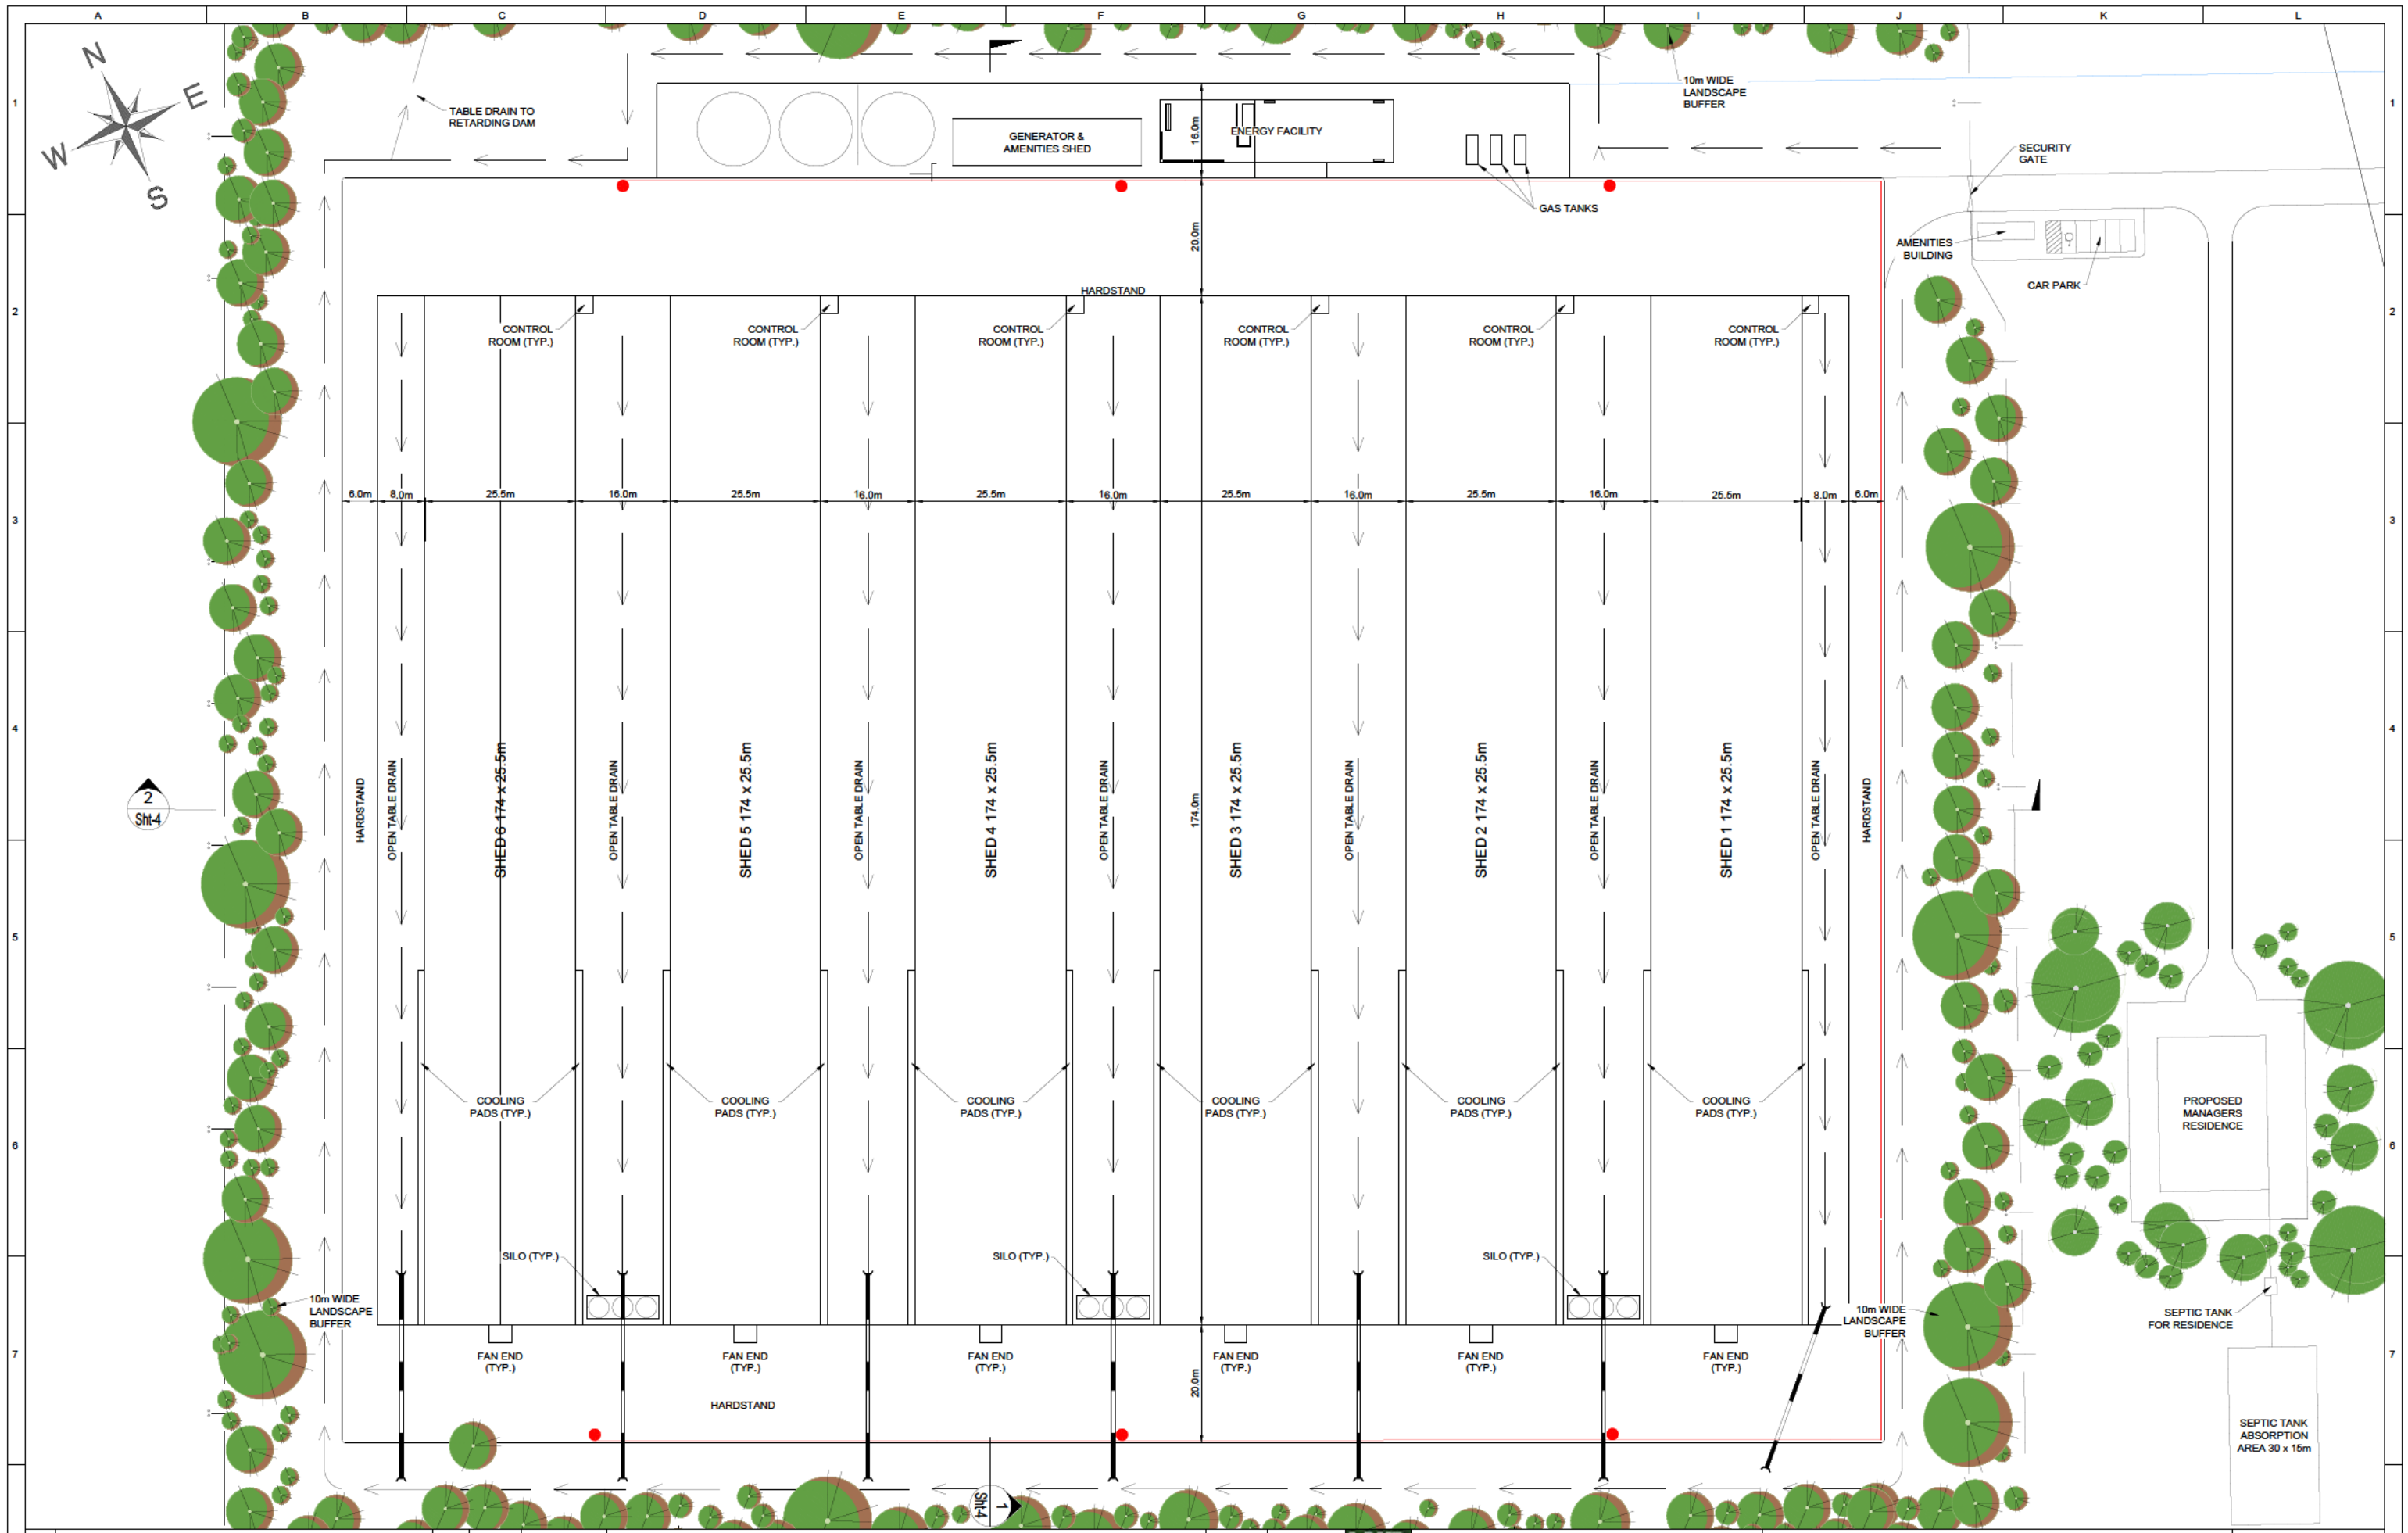 A B C D E F G H I J K L
1
N
E
W
S
TABLE DRAIN TO
RETARDING DAM
GENERATOR &
AMENITIES SHED
16.0m
ENERGY FACILITY
10m WIDE
LANDSCAPE
BUFFER
1
SECURITY
GATE
GAS TANKS
20.0m
AMENITIES
BUILDING
CAR PARK
HARDSTAND
2
2
CONTROL
ROOM (TYP.)
CONTROL
ROOM (TYP.)
CONTROL
ROOM (TYP.)
CONTROL
ROOM (TYP.)
CONTROL
ROOM (TYP.)
CONTROL
ROOM (TYP.)
6.0m 8.0m 25.5m 16.0m 25.5m 16.0m 25.5m 16.0m 25.5m 16.0m 25.5m 16.0m 25.5m 8.0m 6.0m
3
3
4
4
2
Sht-4
HARDSTAND
OPEN TABLE DRAIN
SHED 6 174 x 25.5m
OPEN TABLE DRAIN
SHED 5 174 x 25.5m
OPEN TABLE DRAIN
SHED 4 174 x 25.5m
OPEN TABLE DRAIN
174.0m
SHED 3 174 x 25.5m
OPEN TABLE DRAIN
SHED 2 174 x 25.5m
OPEN TABLE DRAIN
SHED 1 174 x 25.5m
OPEN TABLE DRAIN
HARDSTAND
5
5
COOLING
PADS (TYP.)
COOLING
PADS (TYP.)
COOLING
PADS (TYP.)
COOLING
PADS (TYP.)
COOLING
PADS (TYP.)
COOLING
PADS (TYP.)
PROPOSED
MANAGERS
RESIDENCE
6
6
SILO (TYP.)
SILO (TYP.)
SILO (TYP.)
10m WIDE
LANDSCAPE
BUFFER
10m WIDE
LANDSCAPE
BUFFER
SEPTIC TANK
FOR RESIDENCE
7
7
FAN END
(TYP.)
FAN END
(TYP.)
FAN END
(TYP.)
FAN END
(TYP.)
FAN END
(TYP.)
FAN END
(TYP.)
20.0m
HARDSTAND
SEPTIC TANK
ABSORPTION
AREA 30 x 15m
1
Sht-4